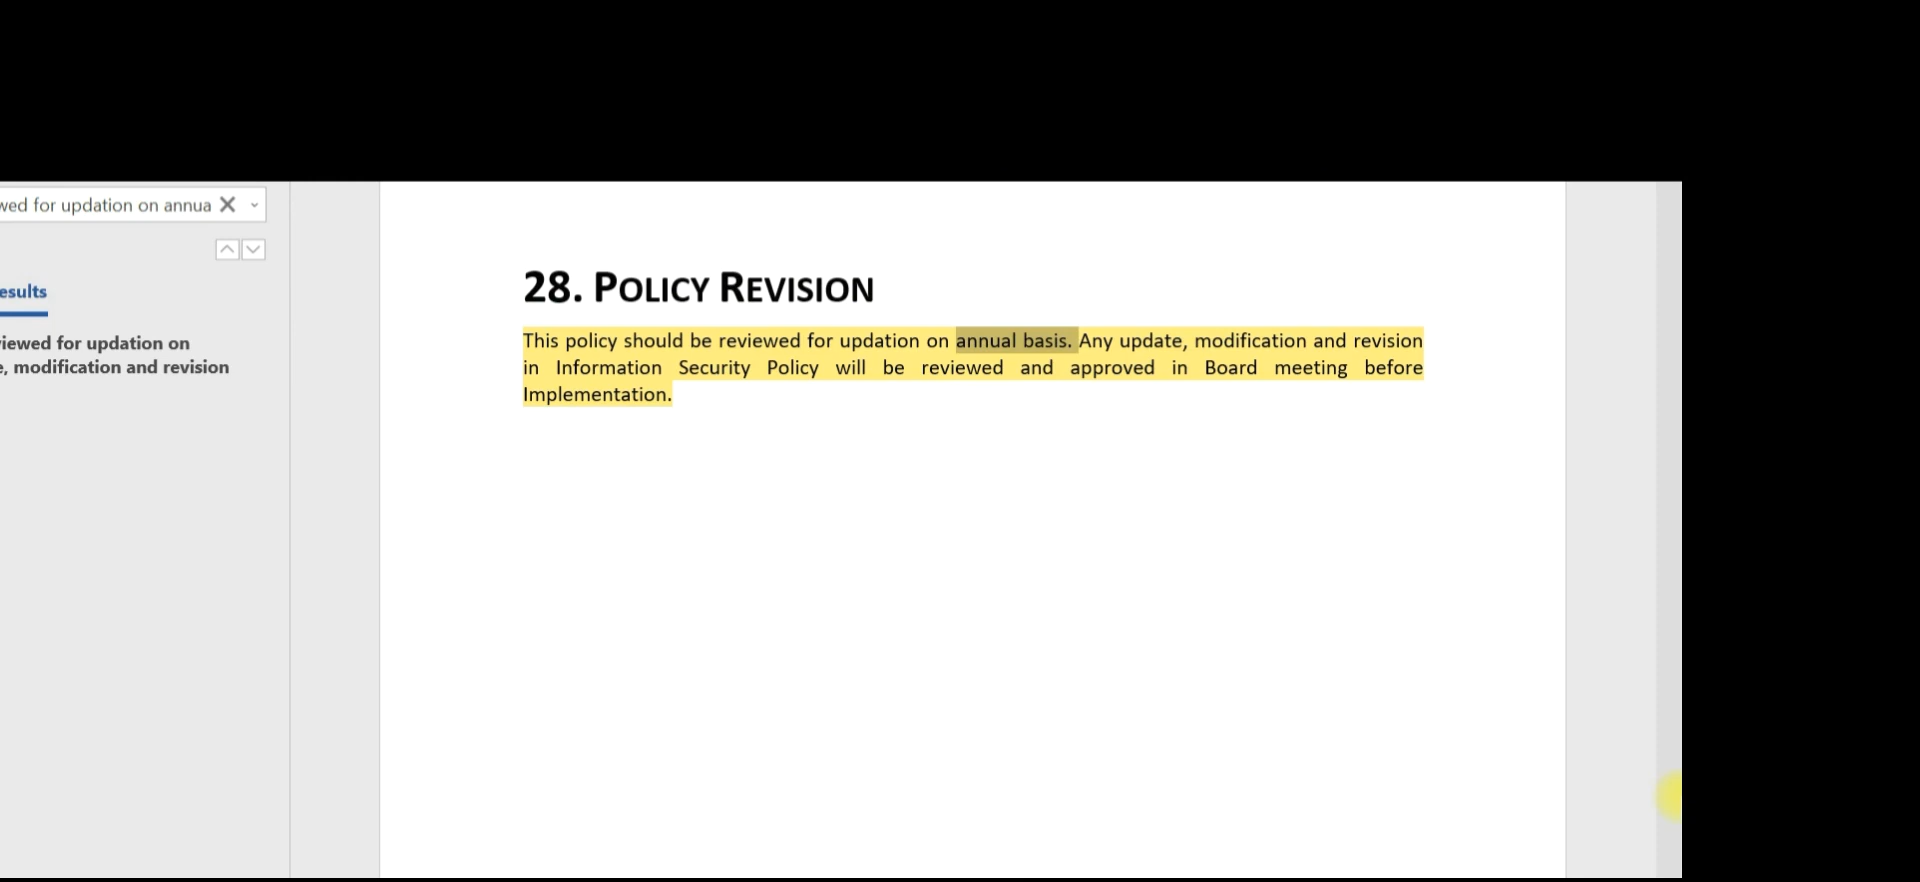 wed for updation on annua
esults
iewed for updation on
, modification and revision
28. POLICY REVISION
This policy should be reviewed for updation on annual basis. Any update, modification and revision
in Information Security Policy will be reviewed and approved in Board meeting before
Implementation.